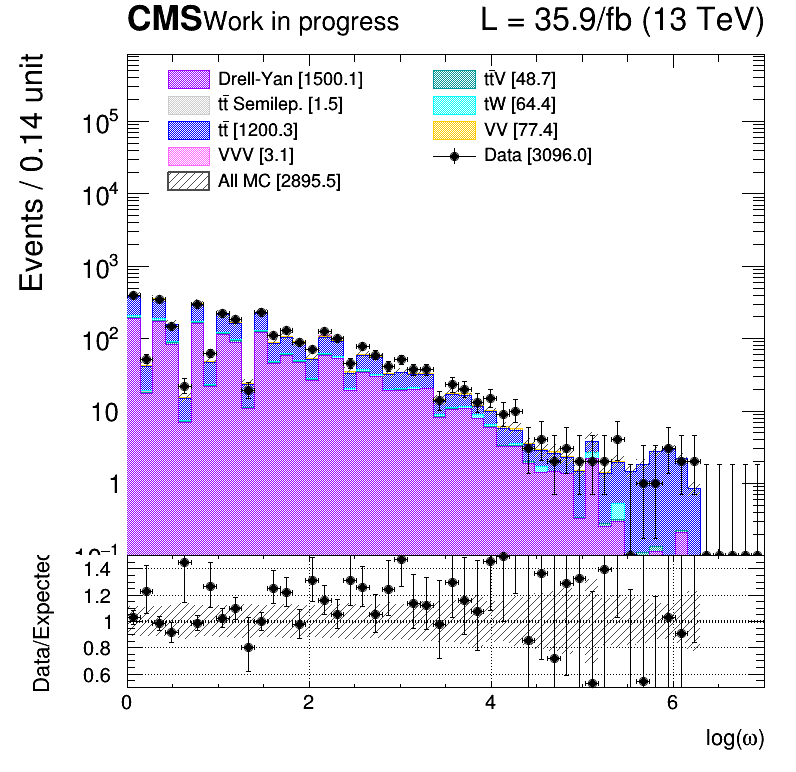 CMS Work in progress L = 35.9/fb (13 TeV)
Events / 0.14 unit
Drell-Yan [1500.1]
tt̄ Semilep. [1.5]
tt̄ [1200.3]
VVV [3.1]
All MC [2895.5]
tt̄V [48.7]
tW [64.4]
VV [77.4]
Data [3096.0]
10⁵
10⁴
10³
10²
10
1
10⁻¹
Data/Expected
1.4
1.2
1
0.8
0.6
0 2 4 6
log(ω)